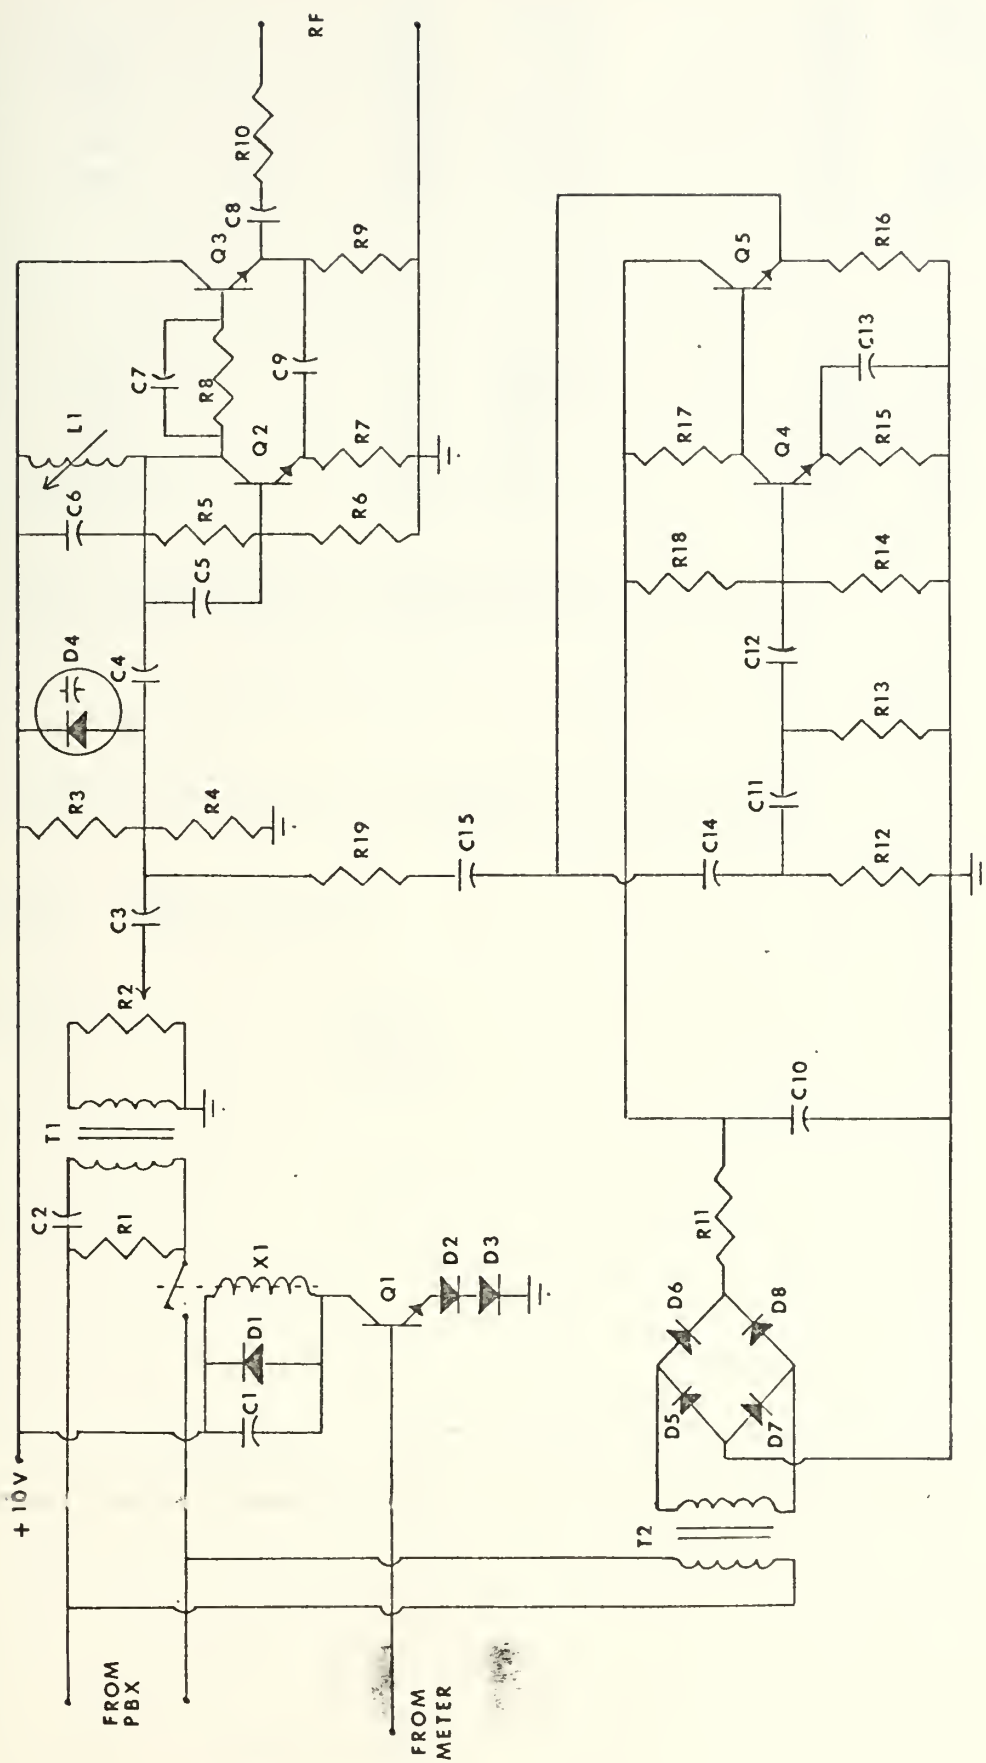 +10V
FROM
PBX
FROM
METER
C2
T1
R1
R2
C3
X1
C1
D1
Q1
D2
D3
R3
R4
D4
C4
C5
C6
R5
R6
L1
C7
R8
Q2
R7
C9
Q3
C8
R9
R10
RF
R19
C15
T2
D5
D6
D7
D8
R11
C10
C14
R12
C11
R13
C12
R18
R14
R17
Q4
R15
C13
Q5
R16